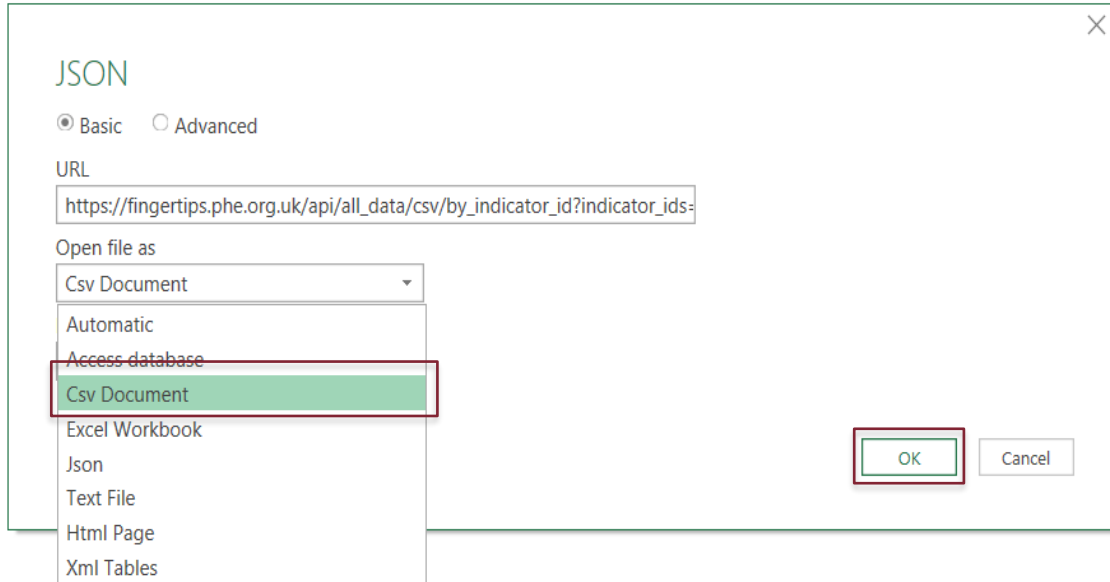 JSON
Basic Advanced
URL
https://fingertips.phe.org.uk/api/all_data/csv/by_indicator_id?indicator_ids=
Open file as
Csv Document
Automatic
Access database
Csv Document
Excel Workbook
Json
Text File
Html Page
Xml Tables
OK Cancel